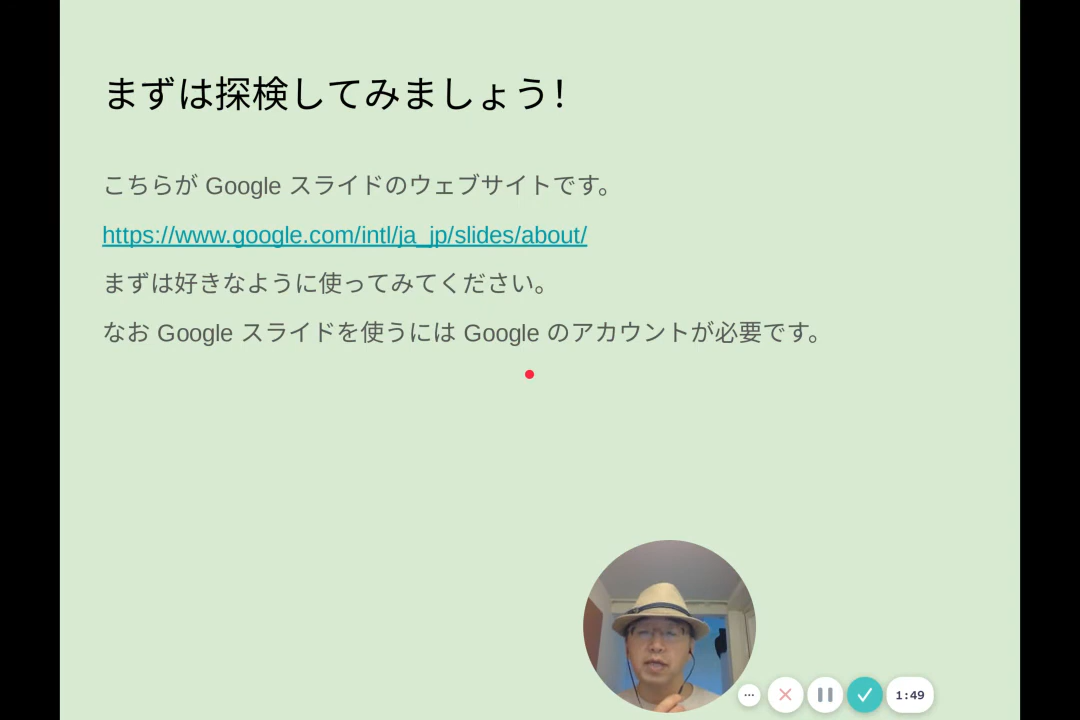 まずは探検してみましょう！
こちらが Google スライドのウェブサイトです。
https://www.google.com/intl/ja_jp/slides/about/
まずは好きなように使ってみてください。
なお Google スライドを使うには Google のアカウントが必要です。
1:49